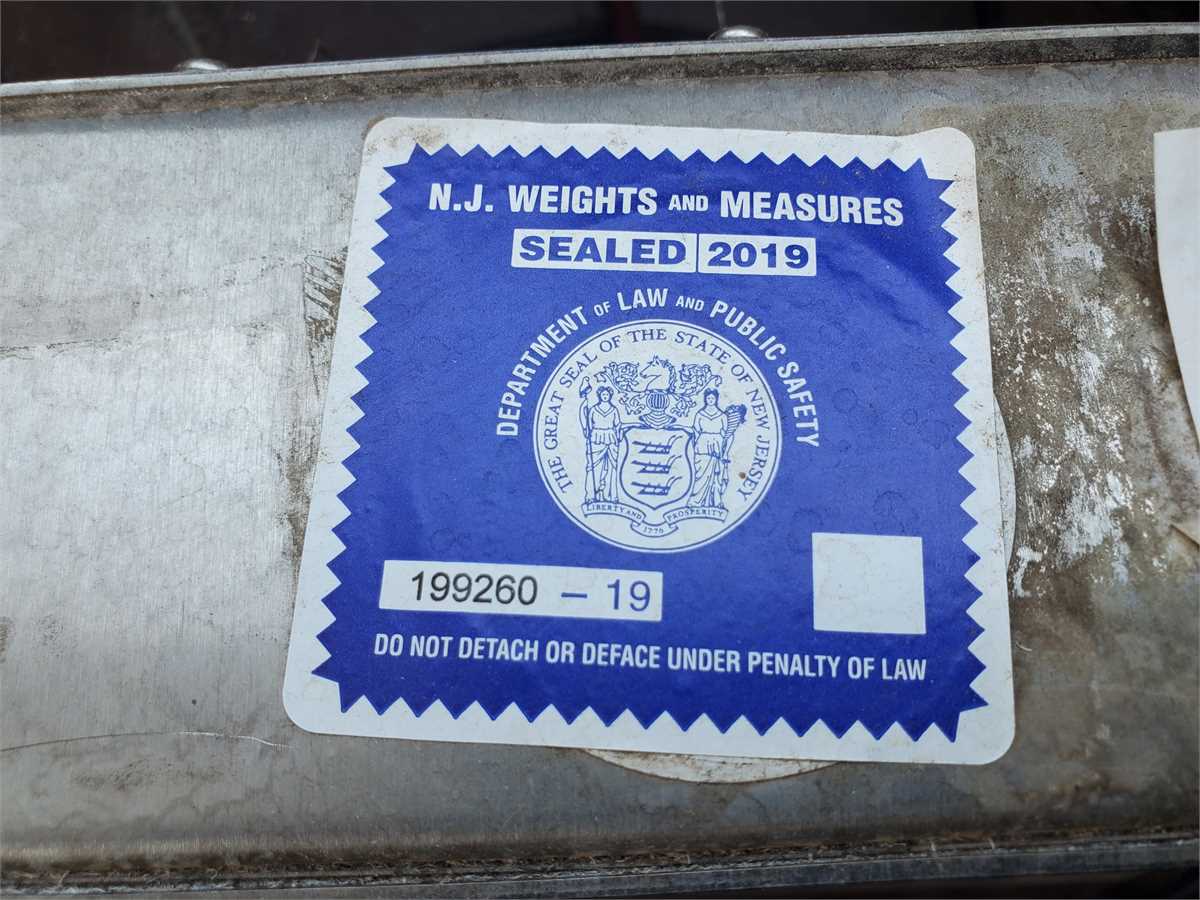 N.J. WEIGHTS AND MEASURES
SEALED 2019
DEPARTMENT OF LAW AND PUBLIC SAFETY
THE GREAT SEAL OF THE STATE OF NEW JERSEY
LIBERTY AND PROSPERITY
1776
199260 – 19
DO NOT DETACH OR DEFACE UNDER PENALTY OF LAW